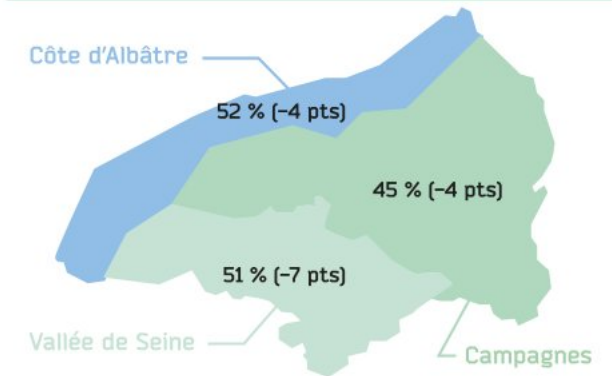 Côte d'Albâtre
52 % (-4 pts)
45 % (-4 pts)
51 % (-7 pts)
Vallée de Seine
Campagnes